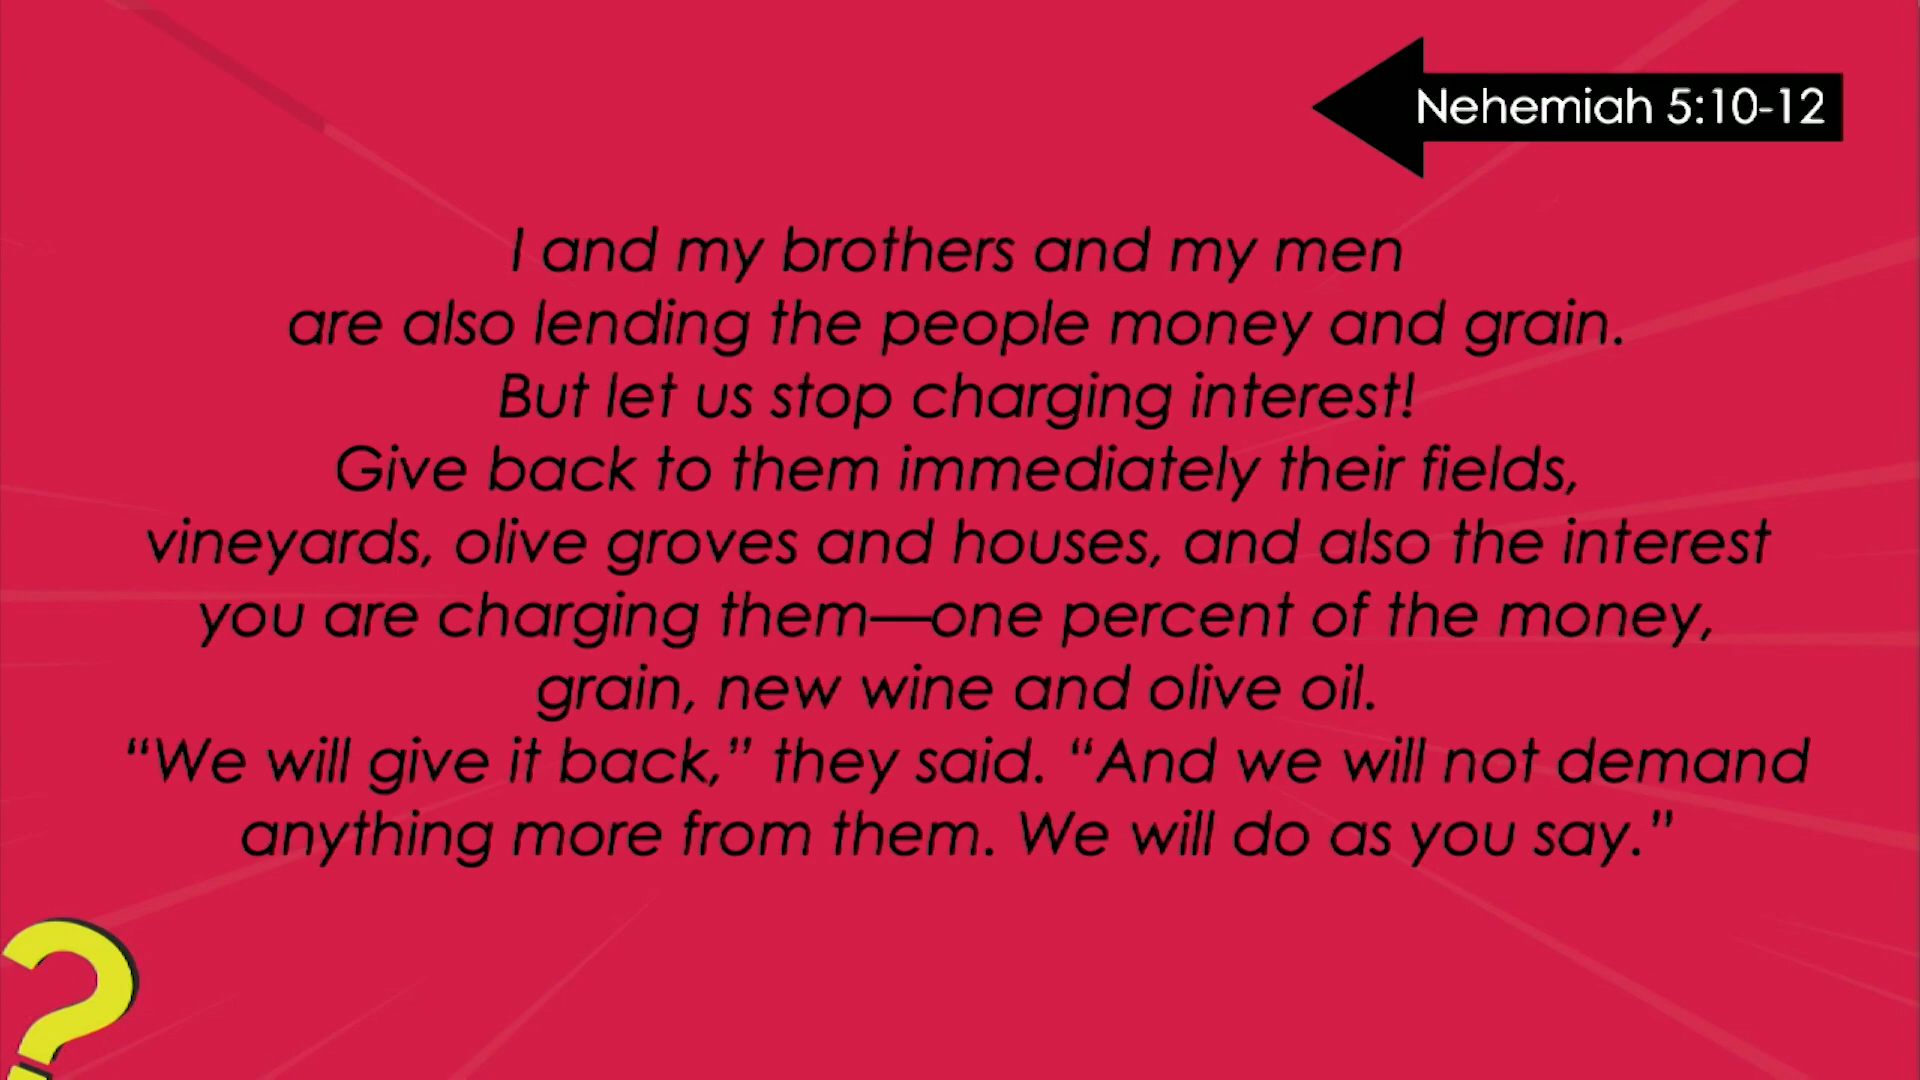 Nehemiah 5:10-12
I and my brothers and my men
are also lending the people money and grain.
But let us stop charging interest!
Give back to them immediately their fields,
vineyards, olive groves and houses, and also the interest
you are charging them—one percent of the money,
grain, new wine and olive oil.
“We will give it back,” they said. “And we will not demand
anything more from them. We will do as you say.”
?